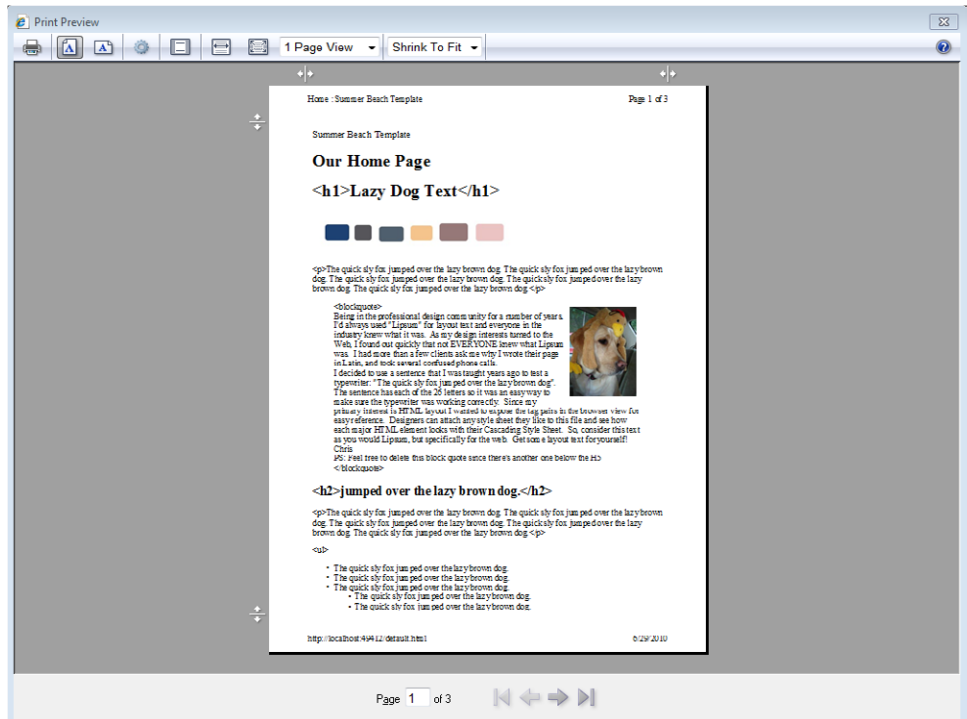 Print Preview
1 Page View
Shrink To Fit
Home : Summer Beach Template
Page 1 of 3
Summer Beach Template
Our Home Page
<h1>Lazy Dog Text</h1>
<p>The quick sly fox jumped over the lazy brown dog. The quick sly fox jumped over the lazy brown
dog. The quick sly fox jumped over the lazy brown dog. The quick sly fox jumped over the lazy
brown dog. The quick sly fox jumped over the lazy brown dog.</p>
<blockquote>
Being in the professional design community for a number of years,
I'd always used "Lipsum" for layout text and everyone in the
industry knew what it was. As my design interests turned to the
Web, I found out quickly that not EVERYONE knew what Lipsum
was. I had more than a few clients ask me why I wrote their page
in Latin, and took several confused phone calls.
I decided to use a sentence that I was taught years ago to test a
typewriter: "The quick sly fox jumped over the lazy brown dog".
The sentence has each of the 26 letters so it was an easy way to
make sure the typewriter was working correctly. Since my
primary interest is HTML layout I wanted to expose the tag pairs in the browser view for
easy reference. Designers can attach any style sheet they like to this file and see how
each major HTML element looks with their Cascading Style Sheet. So, consider this text
as you would Lipsum, but specifically for the web. Get some layout text for yourself!
Chris
PS: Feel free to delete this block quote since there's another one below the H3
</blockquote>
<h2>jumped over the lazy brown dog.</h2>
<p>The quick sly fox jumped over the lazy brown dog. The quick sly fox jumped over the lazy brown
dog. The quick sly fox jumped over the lazy brown dog. The quick sly fox jumped over the lazy
brown dog. The quick sly fox jumped over the lazy brown dog.</p>
<ul>
• The quick sly fox jumped over the lazy brown dog.
• The quick sly fox jumped over the lazy brown dog.
• The quick sly fox jumped over the lazy brown dog.
• The quick sly fox jumped over the lazy brown dog.
• The quick sly fox jumped over the lazy brown dog.
http://localhost:49412/default.html
6/29/2010
Page 1 of 3